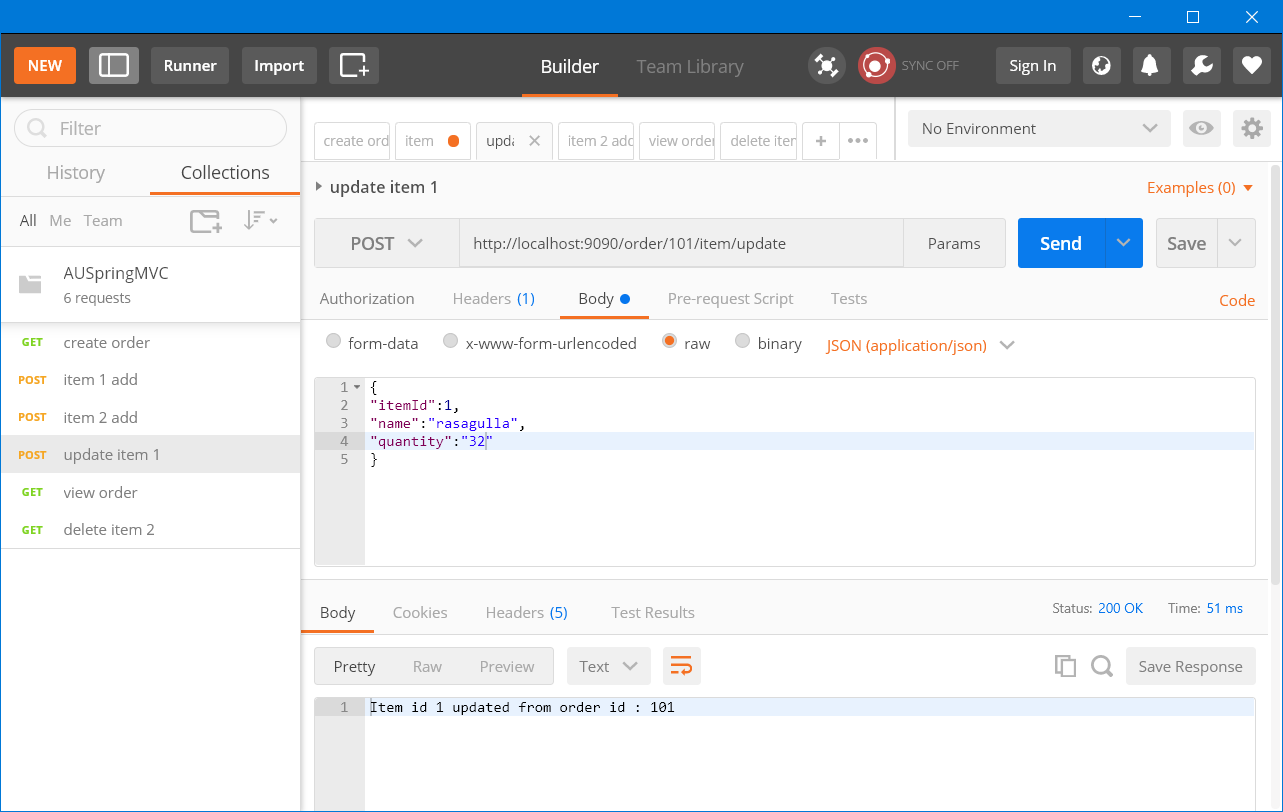 NEW Runner Import Builder Team Library SYNC OFF Sign In
Filter
History Collections
All Me Team
AUSpringMVC
6 requests
GET create order
POST item 1 add
POST item 2 add
POST update item 1
GET view order
GET delete item 2
create ord item upda item 2 add view order delete iter + •••
No Environment
update item 1
Examples (0)
POST http://localhost:9090/order/101/item/update Params Send Save
Authorization Headers (1) Body Pre-request Script Tests Code
form-data x-www-form-urlencoded raw binary JSON (application/json)
1 {
2 "itemId":1,
3 "name":"rasagulla",
4 "quantity":"32"
5 }
Body Cookies Headers (5) Test Results Status: 200 OK Time: 51 ms
Pretty Raw Preview Text Save Response
1 Item id 1 updated from order id : 101